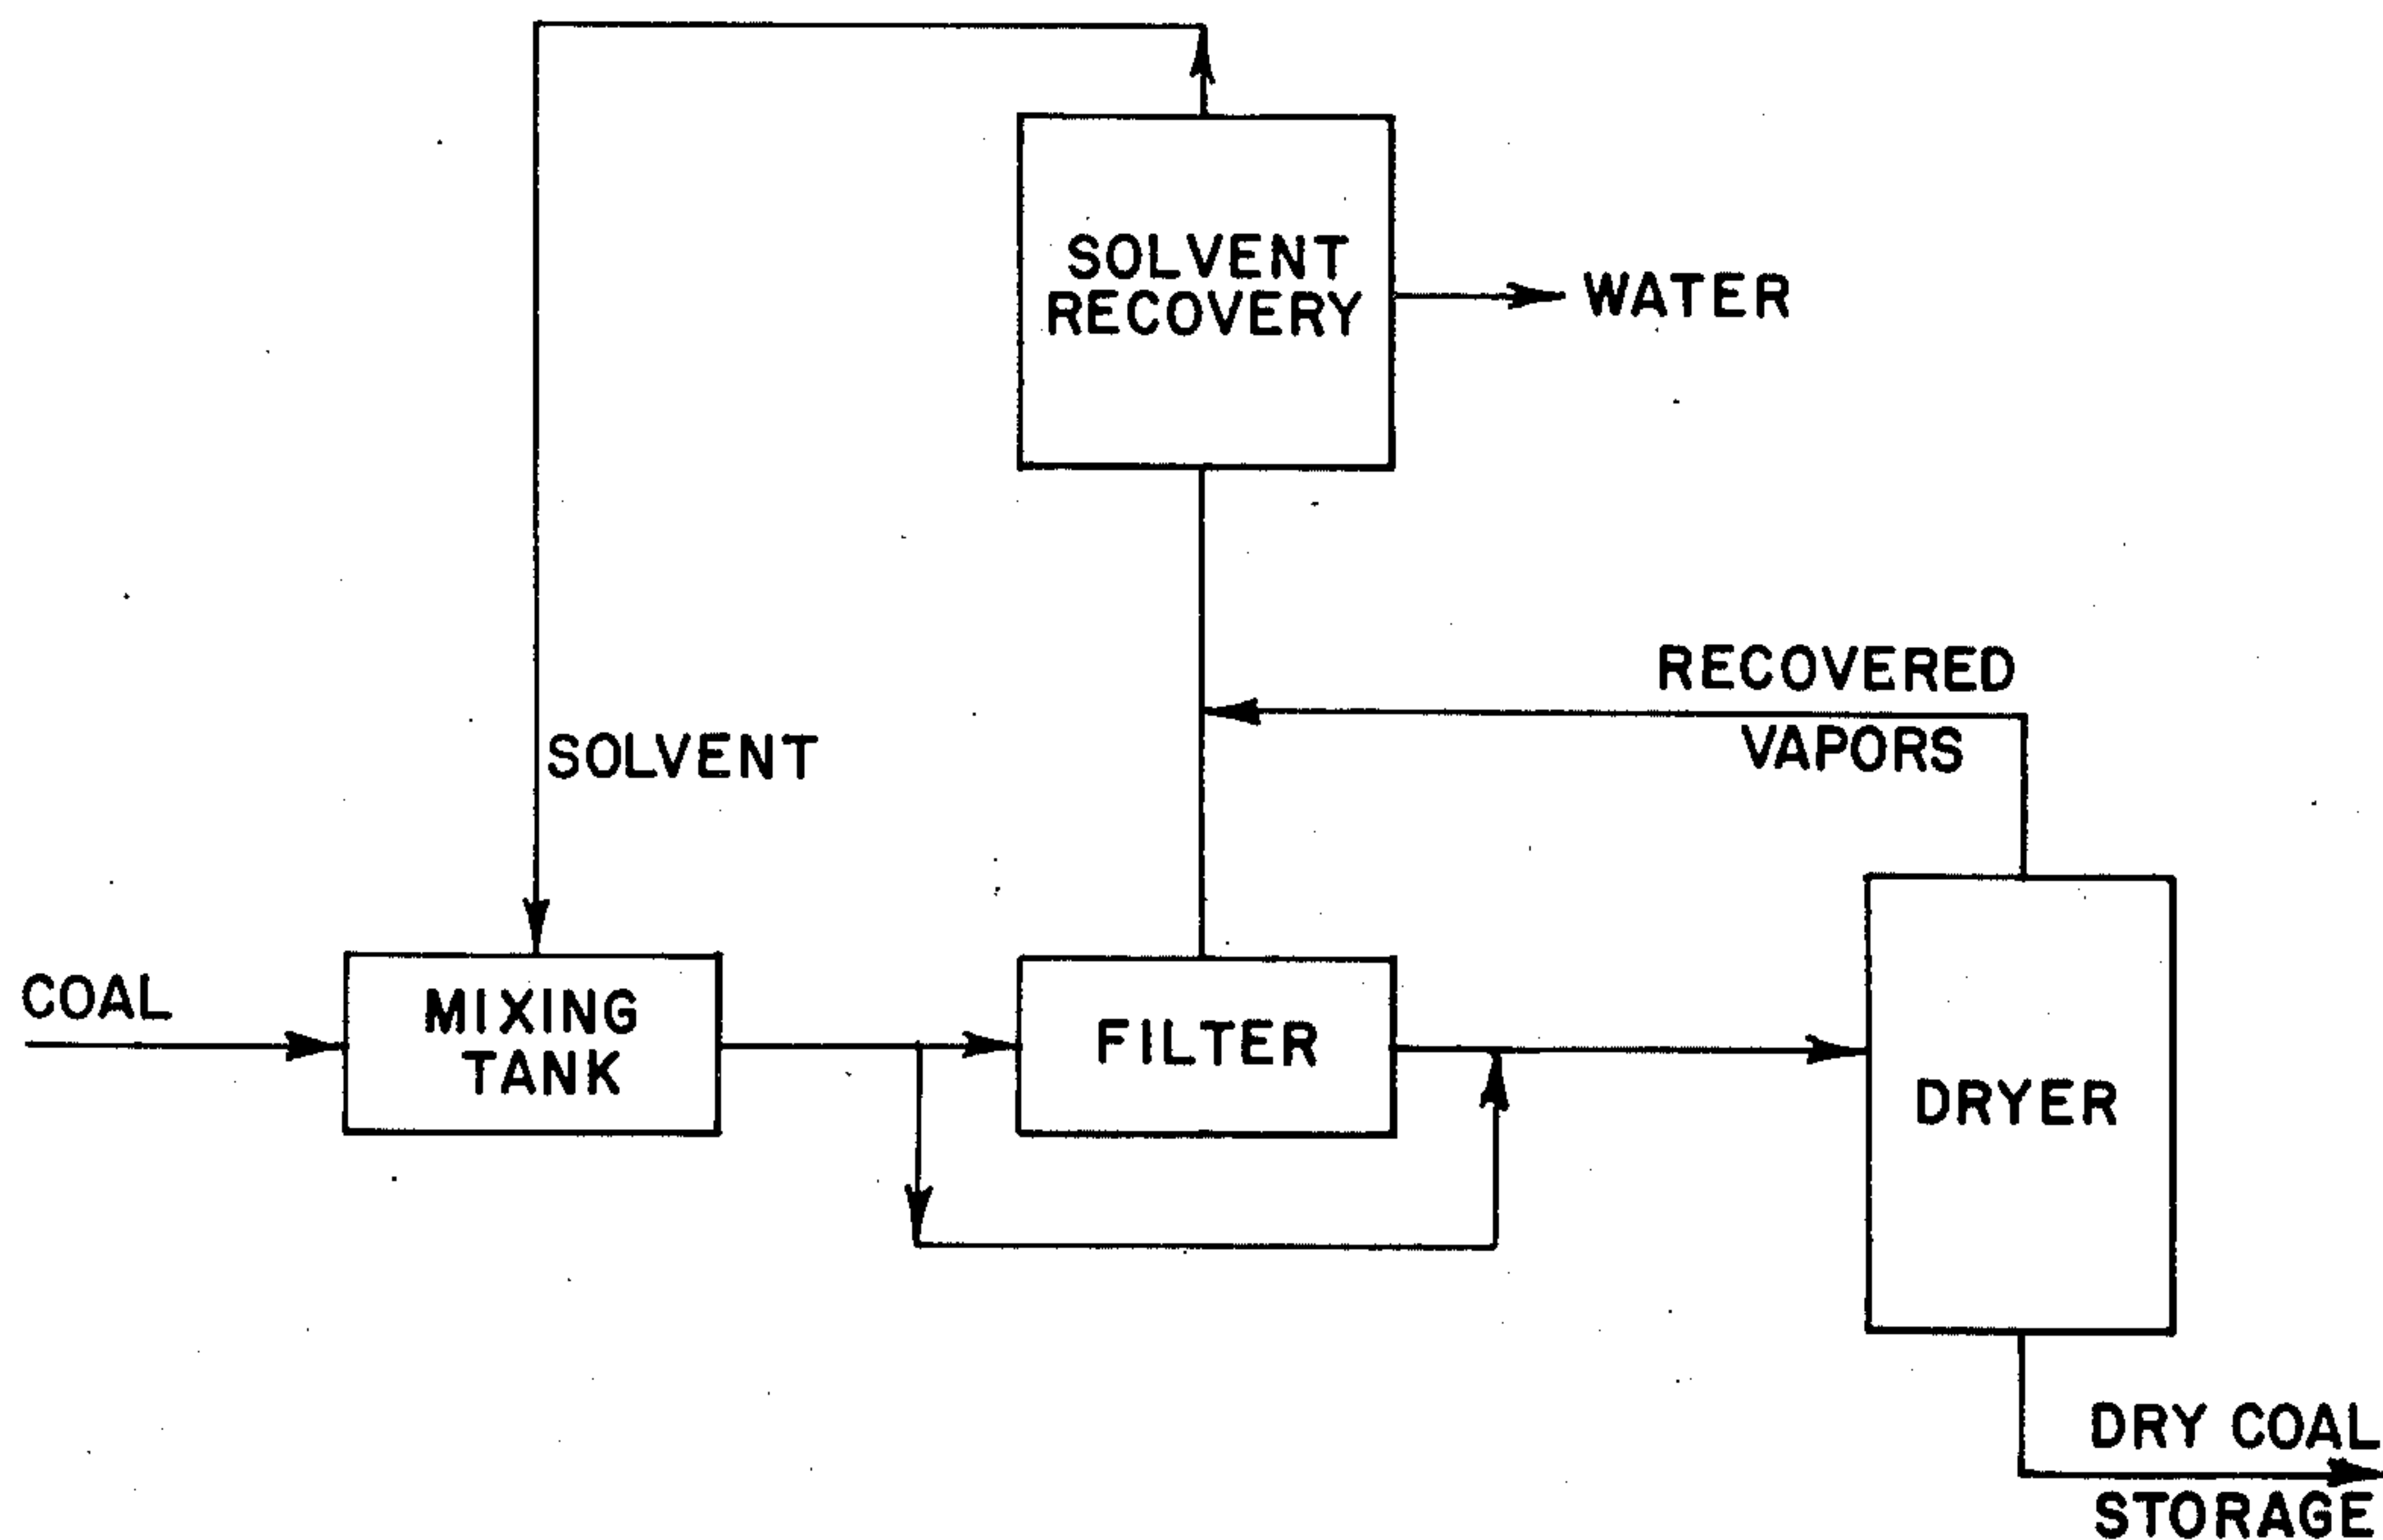 SOLVENT
RECOVERY
WATER
RECOVERED
VAPORS
SOLVENT
COAL
MIXING
TANK
FILTER
DRYER
DRY COAL
STORAGE